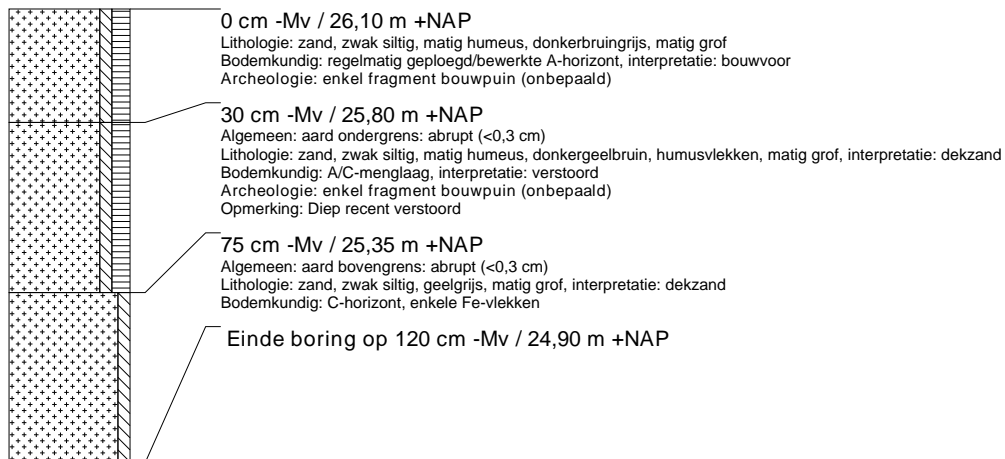 0 cm -Mv / 26,10 m +NAP
Lithologie: zand, zwak siltig, matig humeus, donkerbruingrijs, matig grof
Bodemkundig: regelmatig geploegd/bewerkte A-horizont, interpretatie: bouwvoor
Archeologie: enkel fragment bouwpuin (onbepaald)
30 cm -Mv / 25,80 m +NAP
Algemeen: aard ondergrens: abrupt (<0,3 cm)
Lithologie: zand, zwak siltig, matig humeus, donkergeelbruin, humusvlekken, matig grof, interpretatie: dekzand
Bodemkundig: A/C-menglaag, interpretatie: verstoord
Archeologie: enkel fragment bouwpuin (onbepaald)
Opmerking: Diep recent verstoord
75 cm -Mv / 25,35 m +NAP
Algemeen: aard bovengrens: abrupt (<0,3 cm)
Lithologie: zand, zwak siltig, geelgrijs, matig grof, interpretatie: dekzand
Bodemkundig: C-horizont, enkele Fe-vlekken
Einde boring op 120 cm -Mv / 24,90 m +NAP